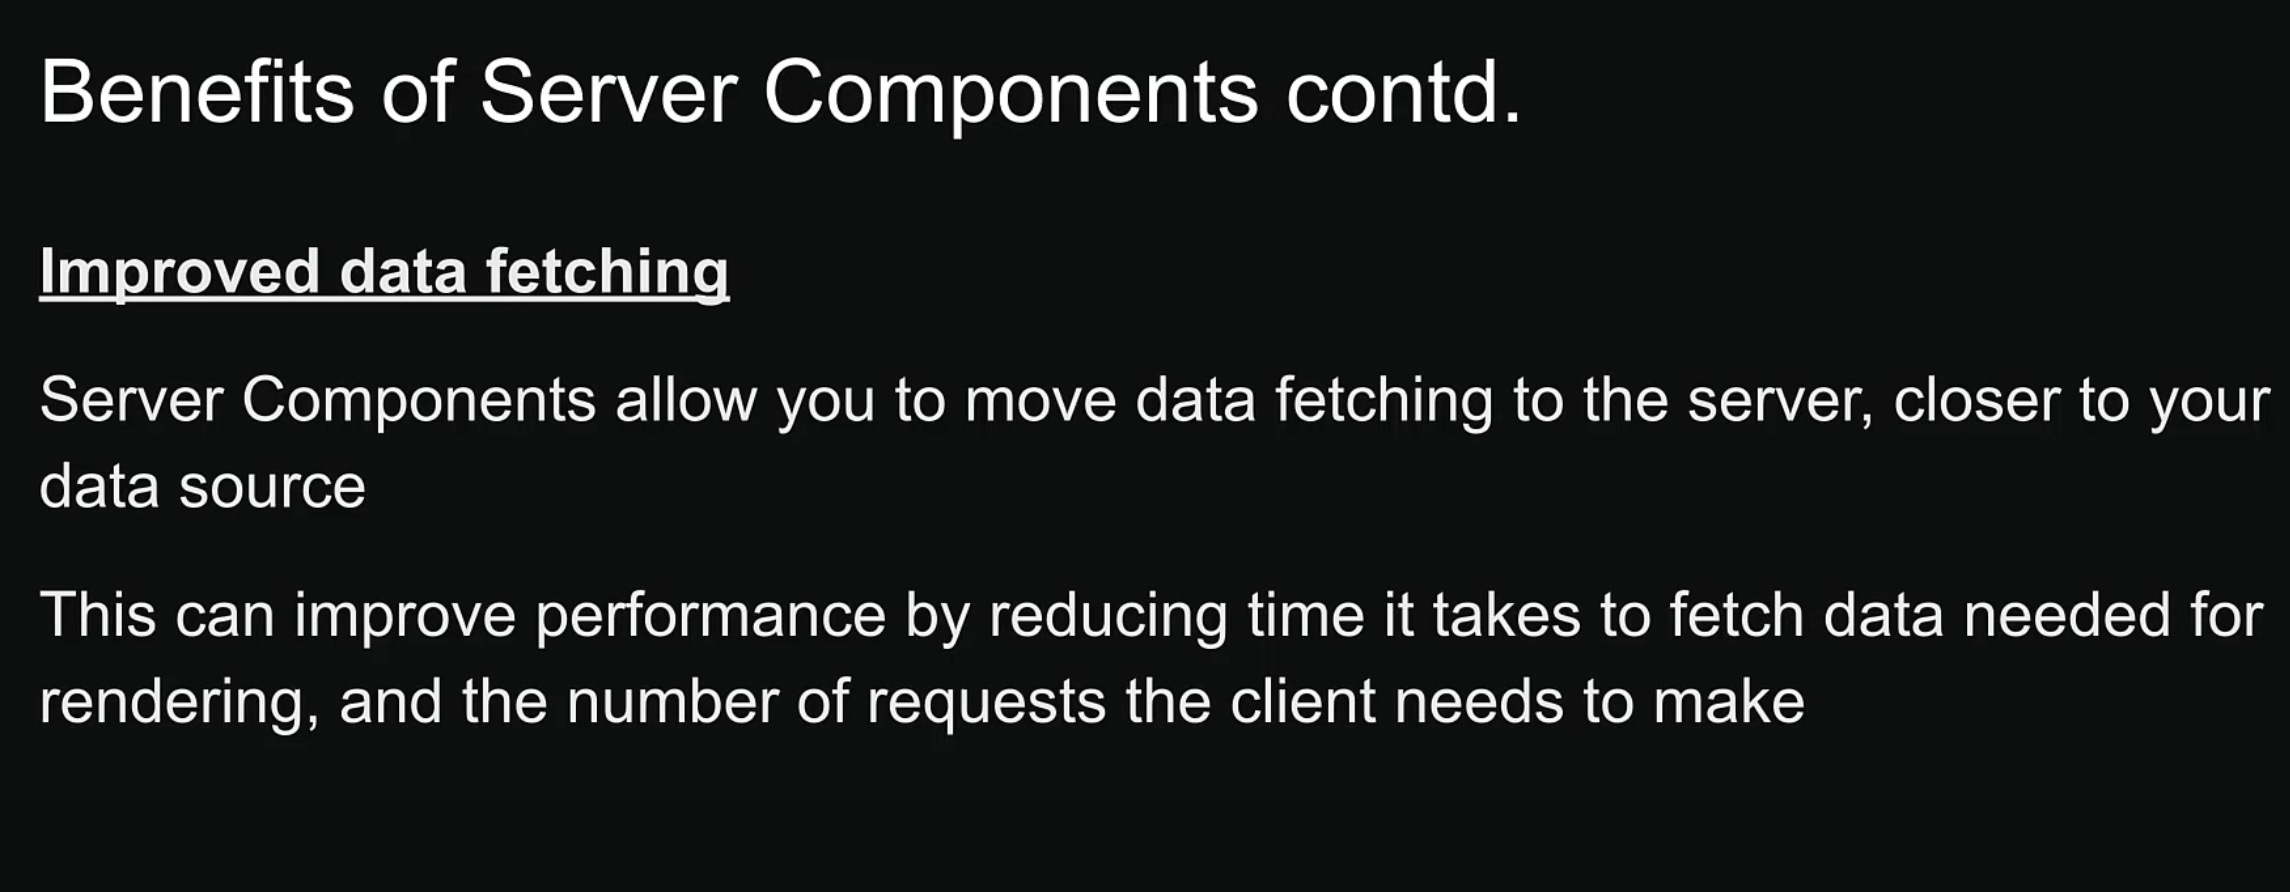 Benefits of Server Components contd.
Improved data fetching
Server Components allow you to move data fetching to the server, closer to your
data source
This can improve performance by reducing time it takes to fetch data needed for
rendering, and the number of requests the client needs to make